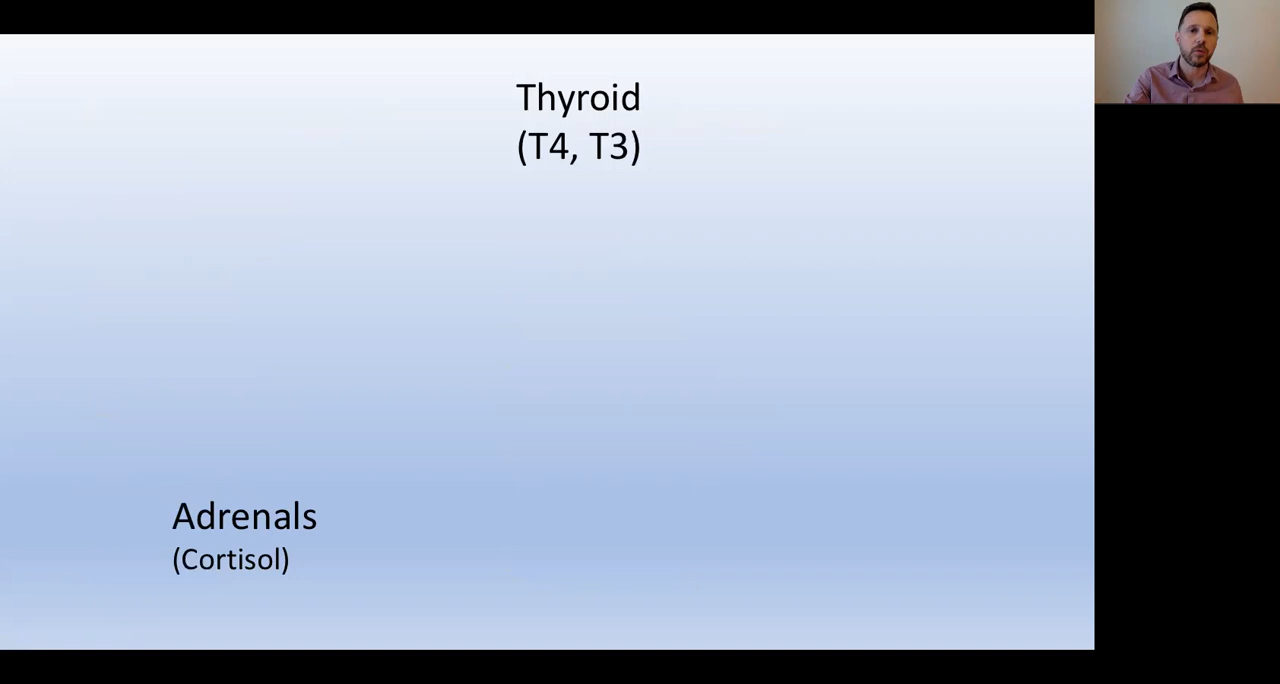 Thyroid
(T4, T3)
Adrenals
(Cortisol)